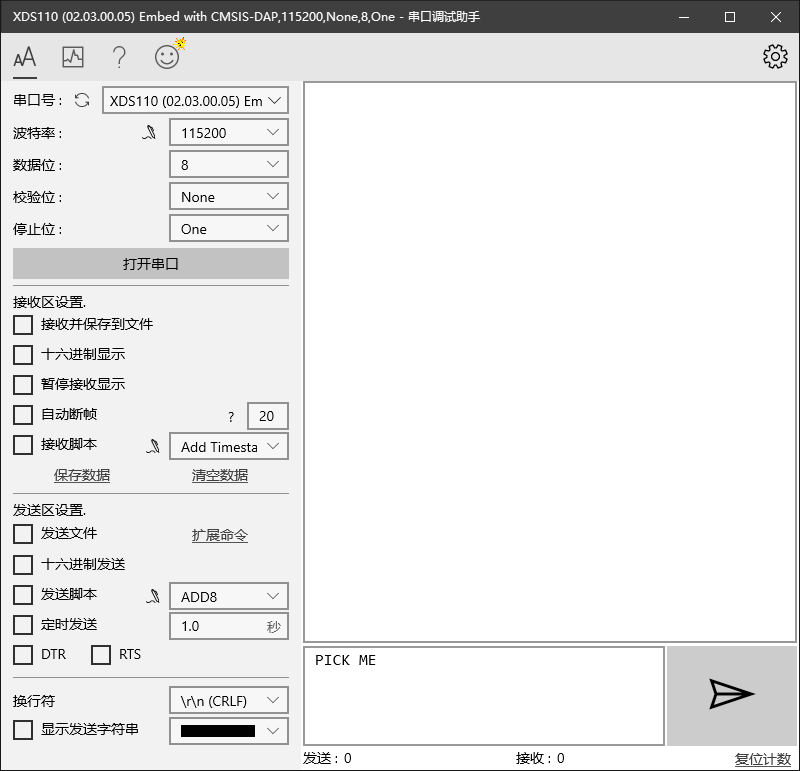 XDS110 (02.03.00.05) Embed with CMSIS-DAP,115200,None,8,One - 串口调试助手
AA
串口号： XDS110 (02.03.00.05) Em
波特率： 115200
数据位： 8
校验位： None
停止位： One
打开串口
接收区设置.
接收并保存到文件
十六进制显示
暂停接收显示
自动断帧 ? 20
接收脚本 Add Timesta
保存数据 清空数据
发送区设置.
发送文件 扩展命令
十六进制发送
发送脚本 ADD8
定时发送 1.0 秒
DTR RTS
换行符 \r\n (CRLF)
显示发送字符串
PICK ME
发送：0 接收：0 复位计数